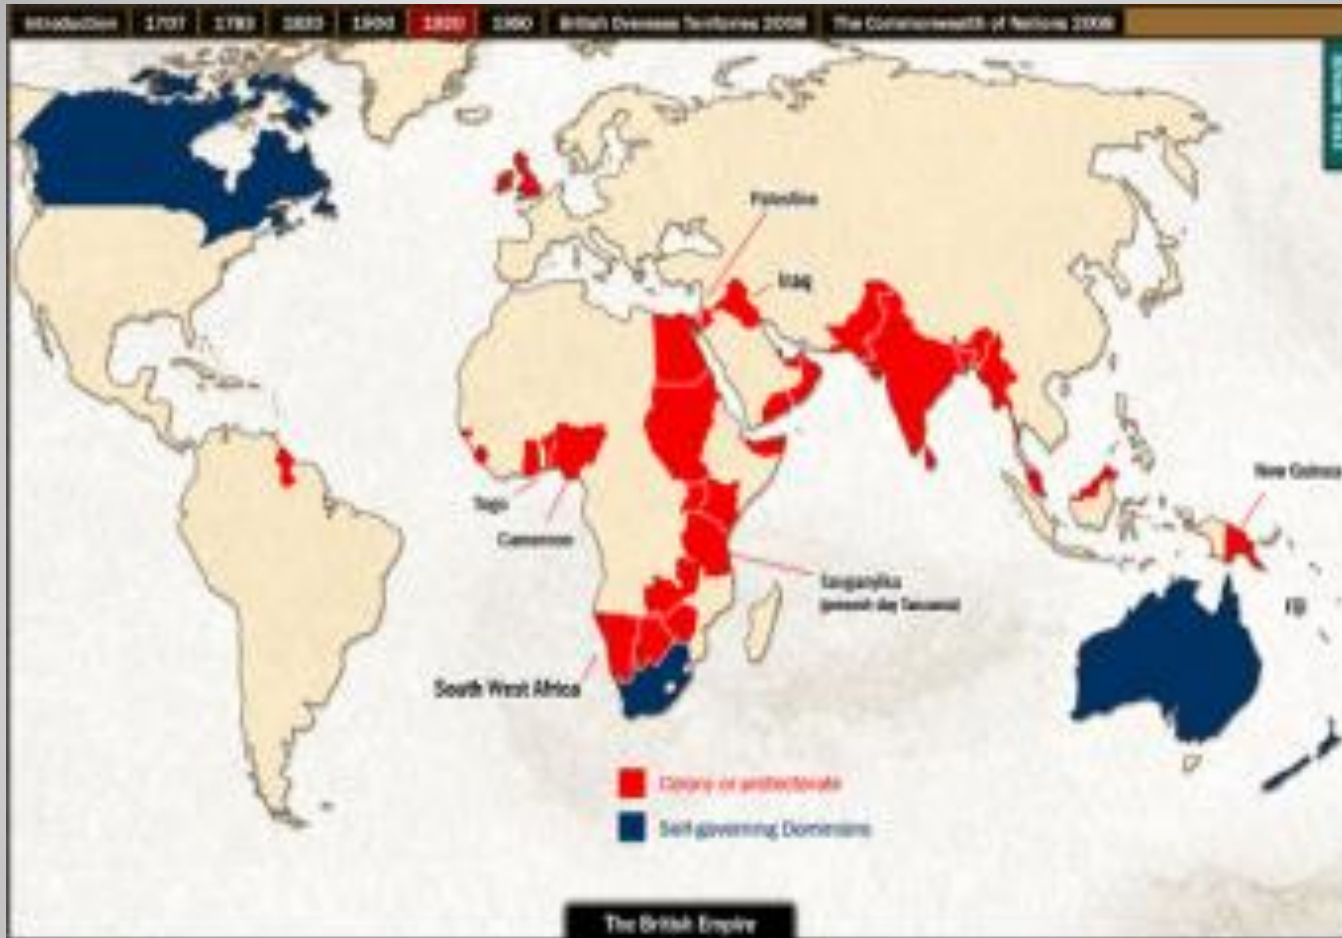 Introduction
1707
1783
1820
1900
1920
1980
British Overseas Territories 2008
The Commonwealth of Nations 2008
Palestine
Iraq
New Guinea
Togo
Cameroon
Tanganyika
(present-day Tanzania)
Fiji
South West Africa
Colony or protectorate
Self-governing Dominions
The British Empire